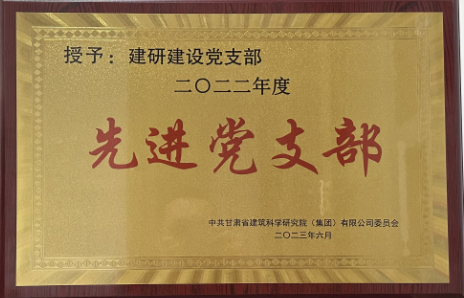 授予：建研建设党支部
二〇二二年度
先进党支部
中共甘肃省建筑科学研究院（集团）有限公司委员会
二〇二三年六月